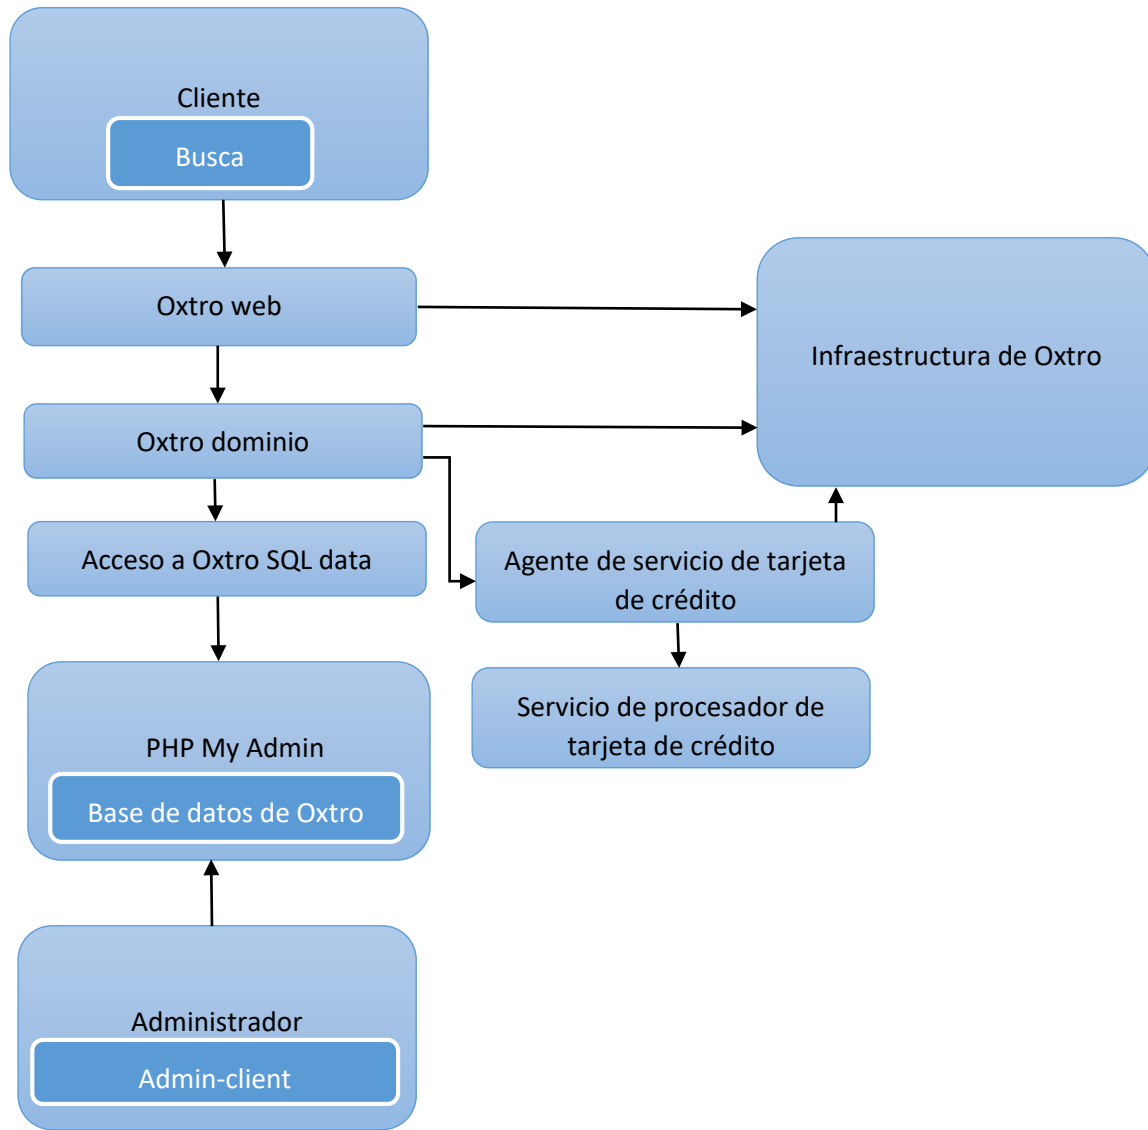 Cliente
Busca
Oxtro web
Infraestructura de Oxtro
Oxtro dominio
Acceso a Oxtro SQL data
Agente de servicio de tarjeta
de crédito
Servicio de procesador de
tarjeta de crédito
PHP My Admin
Base de datos de Oxtro
Administrador
Admin-client